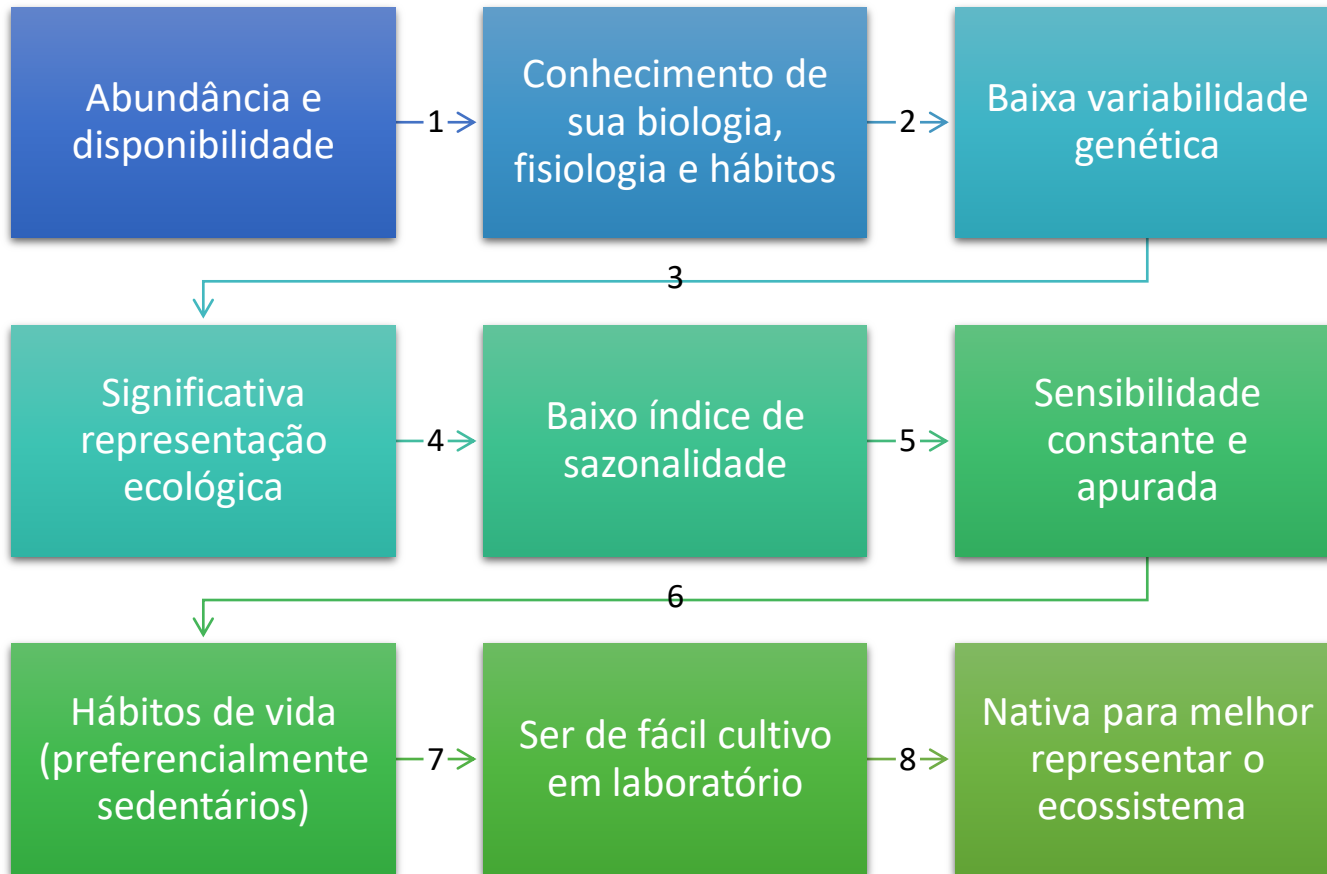 Abundância e
disponibilidade
1
Conhecimento de
sua biologia,
fisiologia e hábitos
2
Baixa variabilidade
genética
3
Significativa
representação
ecológica
4
Baixo índice de
sazonalidade
5
Sensibilidade
constante e
apurada
6
Hábitos de vida
(preferencialmente
sedentários)
7
Ser de fácil cultivo
em laboratório
8
Nativa para melhor
representar o
ecossistema